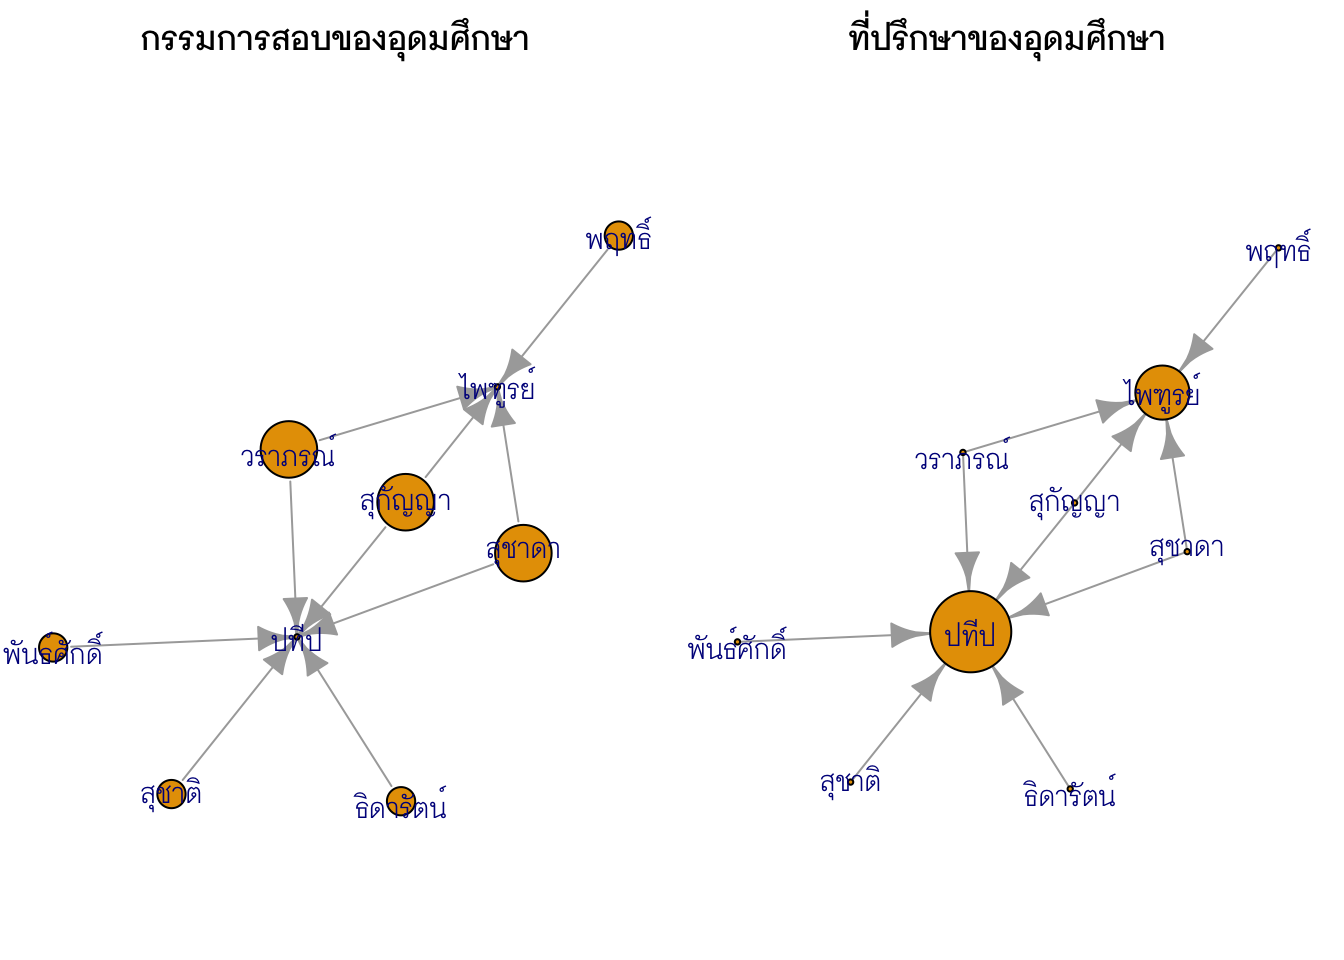 กรรมการสอบของอุดมศึกษา
พฤทธิ์
ไพฑูรย์
วราภรณ์
สุกัญญา
สุชาดา
ปทีป
พันธ์ศักดิ์
สุชาติ
ธิดารัตน์
ที่ปรึกษาของอุดมศึกษา
พฤทธิ์
ไพฑูรย์
วราภรณ์
สุกัญญา
สุชาดา
ปทีป
พันธ์ศักดิ์
สุชาติ
ธิดารัตน์